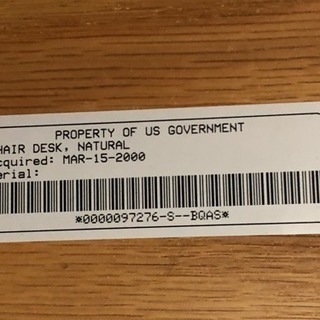 PROPERTY OF US GOVERNMENT
HAIR DESK, NATURAL
cquired: MAR-15-2000
erial:
*0000097276-S--BQAS*